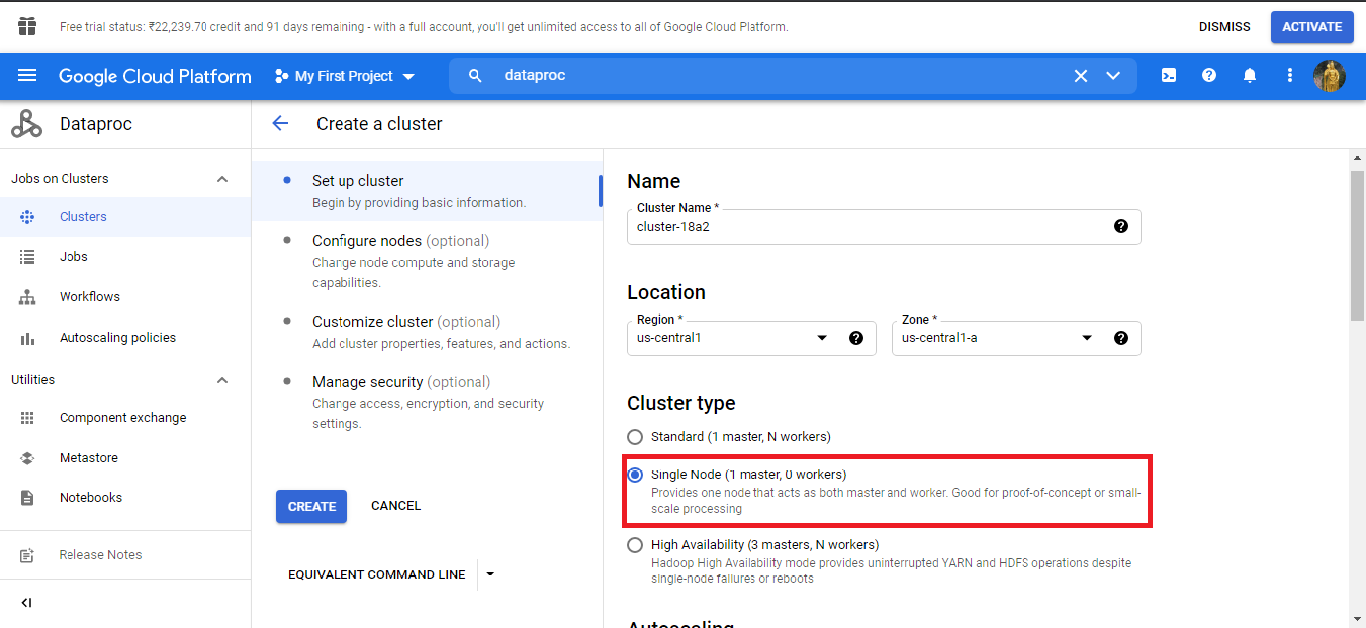 Free trial status: ₹22,239.70 credit and 91 days remaining - with a full account, you'll get unlimited access to all of Google Cloud Platform.
DISMISS
ACTIVATE
Google Cloud Platform
My First Project
dataproc
Dataproc
Create a cluster
Jobs on Clusters
Clusters
Jobs
Workflows
Autoscaling policies
Utilities
Component exchange
Metastore
Notebooks
Release Notes
Set up cluster
Begin by providing basic information.
Configure nodes (optional)
Change node compute and storage
capabilities.
Customize cluster (optional)
Add cluster properties, features, and actions.
Manage security (optional)
Change access, encryption, and security
settings.
CREATE
CANCEL
EQUIVALENT COMMAND LINE
Name
Cluster Name *
cluster-18a2
Location
Region *
us-central1
Zone *
us-central1-a
Cluster type
Standard (1 master, N workers)
Single Node (1 master, 0 workers)
Provides one node that acts as both master and worker. Good for proof-of-concept or small-
scale processing
High Availability (3 masters, N workers)
Hadoop High Availability mode provides uninterrupted YARN and HDFS operations despite
single-node failures or reboots
Autoscaling